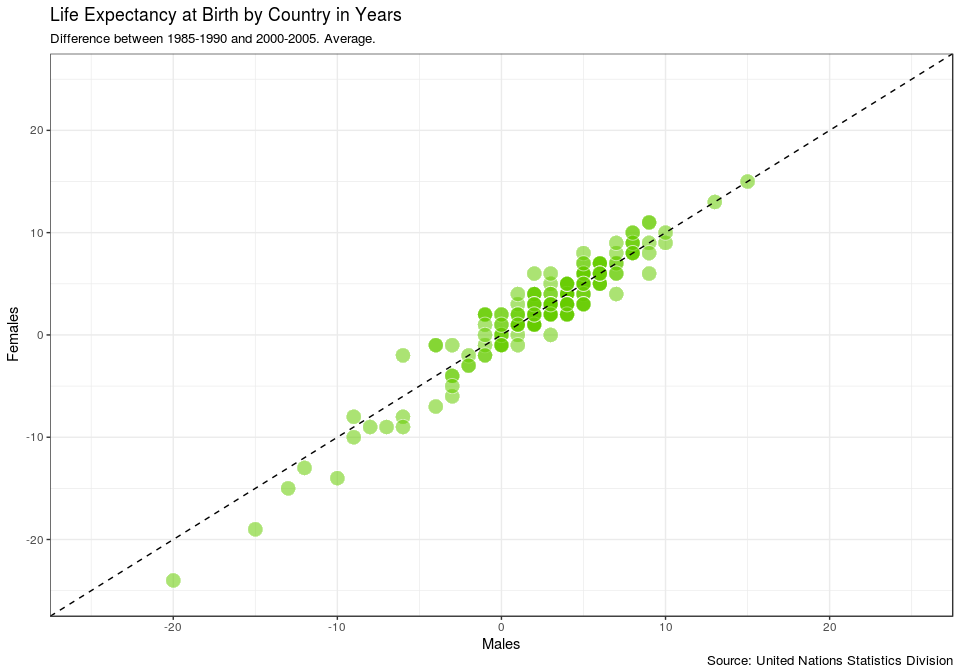 Life Expectancy at Birth by Country in Years
Difference between 1985-1990 and 2000-2005. Average.
Females
20
10
0
-10
-20
-20
-10
0
10
20
Males
Source: United Nations Statistics Division